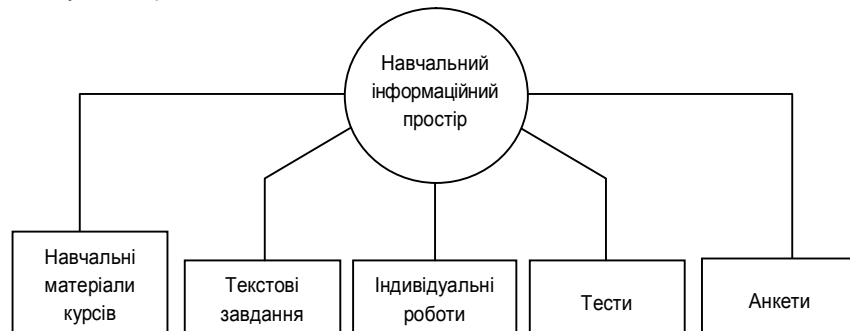 Навчальний
інформаційний
простір
Навчальні
матеріали
курсів
Текстові
завдання
Індивідуальні
роботи
Тести
Анкети